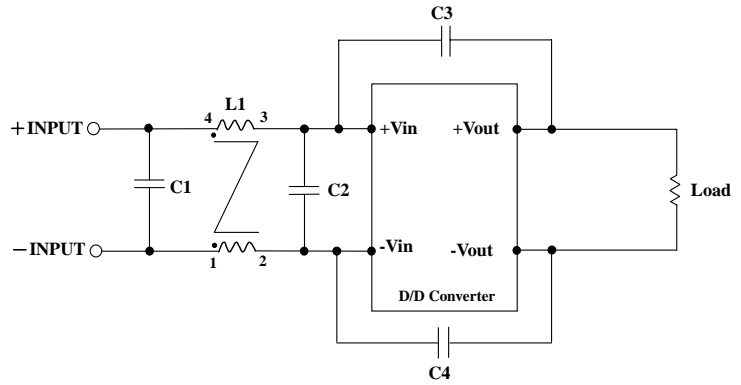 C3
L1
4
3
+INPUT
+Vin
+Vout
C1
C2
Load
−INPUT
1
2
-Vin
-Vout
D/D Converter
C4